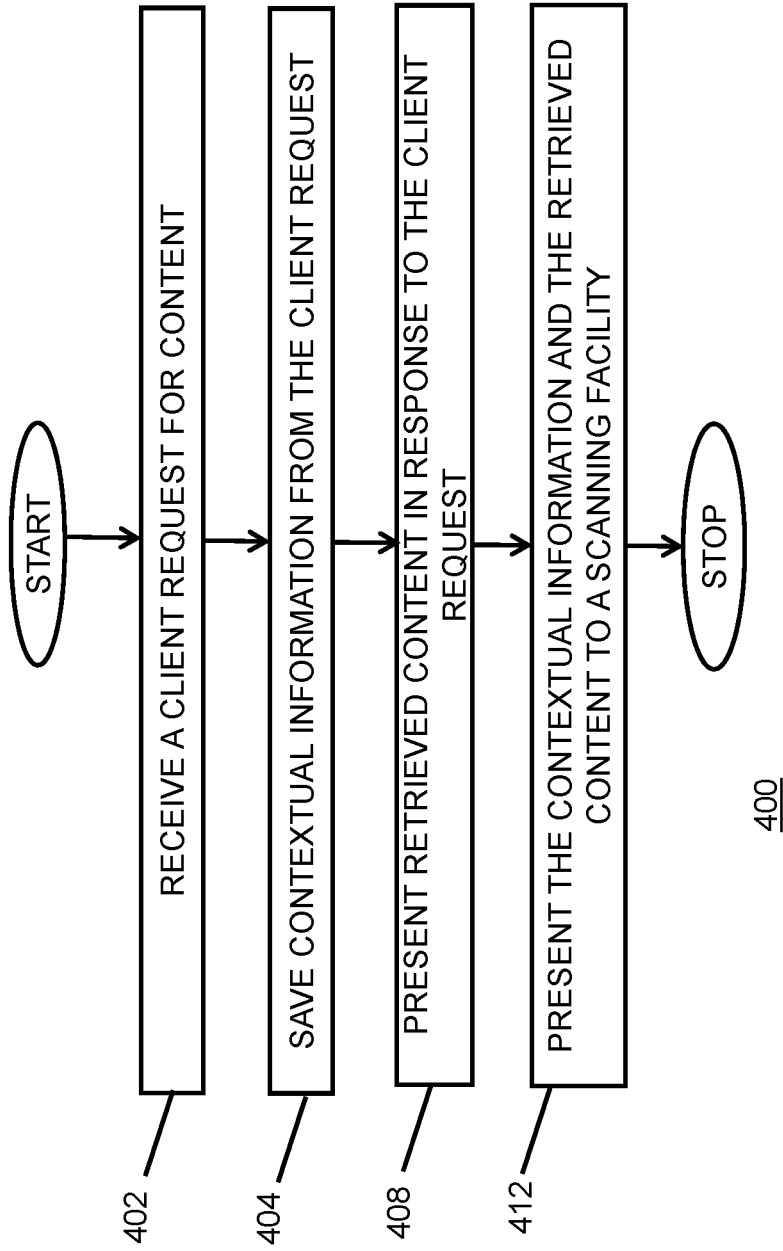 START
402
RECEIVE A CLIENT REQUEST FOR CONTENT
404
SAVE CONTEXTUAL INFORMATION FROM THE CLIENT REQUEST
408
PRESENT RETRIEVED CONTENT IN RESPONSE TO THE CLIENT
REQUEST
412
PRESENT THE CONTEXTUAL INFORMATION AND THE RETRIEVED
CONTENT TO A SCANNING FACILITY
STOP
400